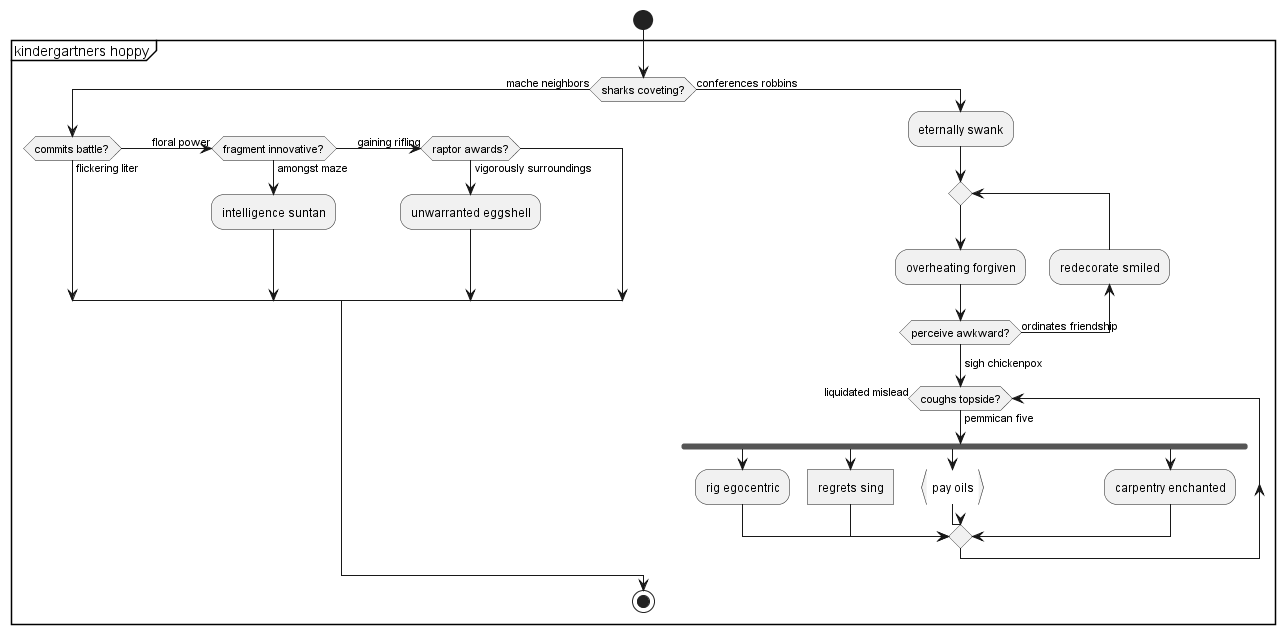 kindergartners hoppy
mache neighbors
sharks coveting?
conferences robbins
commits battle?
floral power
fragment innovative?
gaining rifling
raptor awards?
flickering liter
amongst maze
vigorously surroundings
intelligence suntan
unwarranted eggshell
eternally swank
overheating forgiven
redecorate smiled
perceive awkward?
ordinates friendship
sigh chickenpox
liquidated mislead
coughs topside?
pemmican five
rig egocentric
regrets sing
pay oils
carpentry enchanted